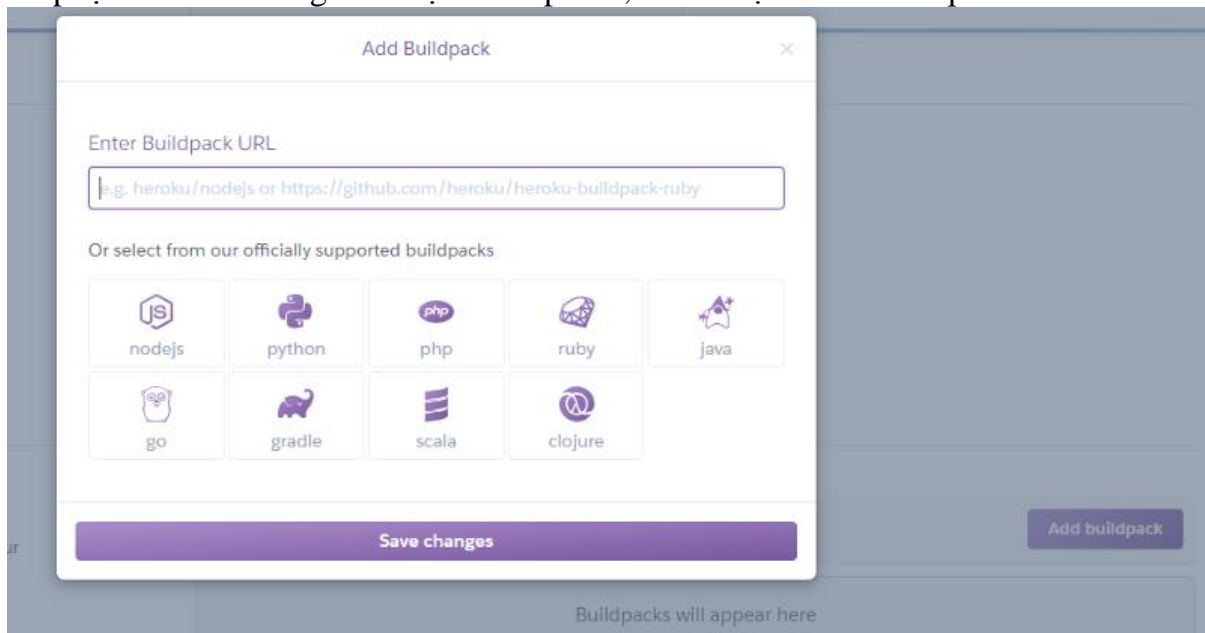 Add Buildpack
Enter Buildpack URL
e.g. heroku/nodejs or https://github.com/heroku/heroku-buildpack-ruby
Or select from our officially supported buildpacks
JS
php
nodejs
python
php
ruby
java
go
gradle
scala
clojure
Save changes
Add buildpack
ur
Buildpacks will appear here